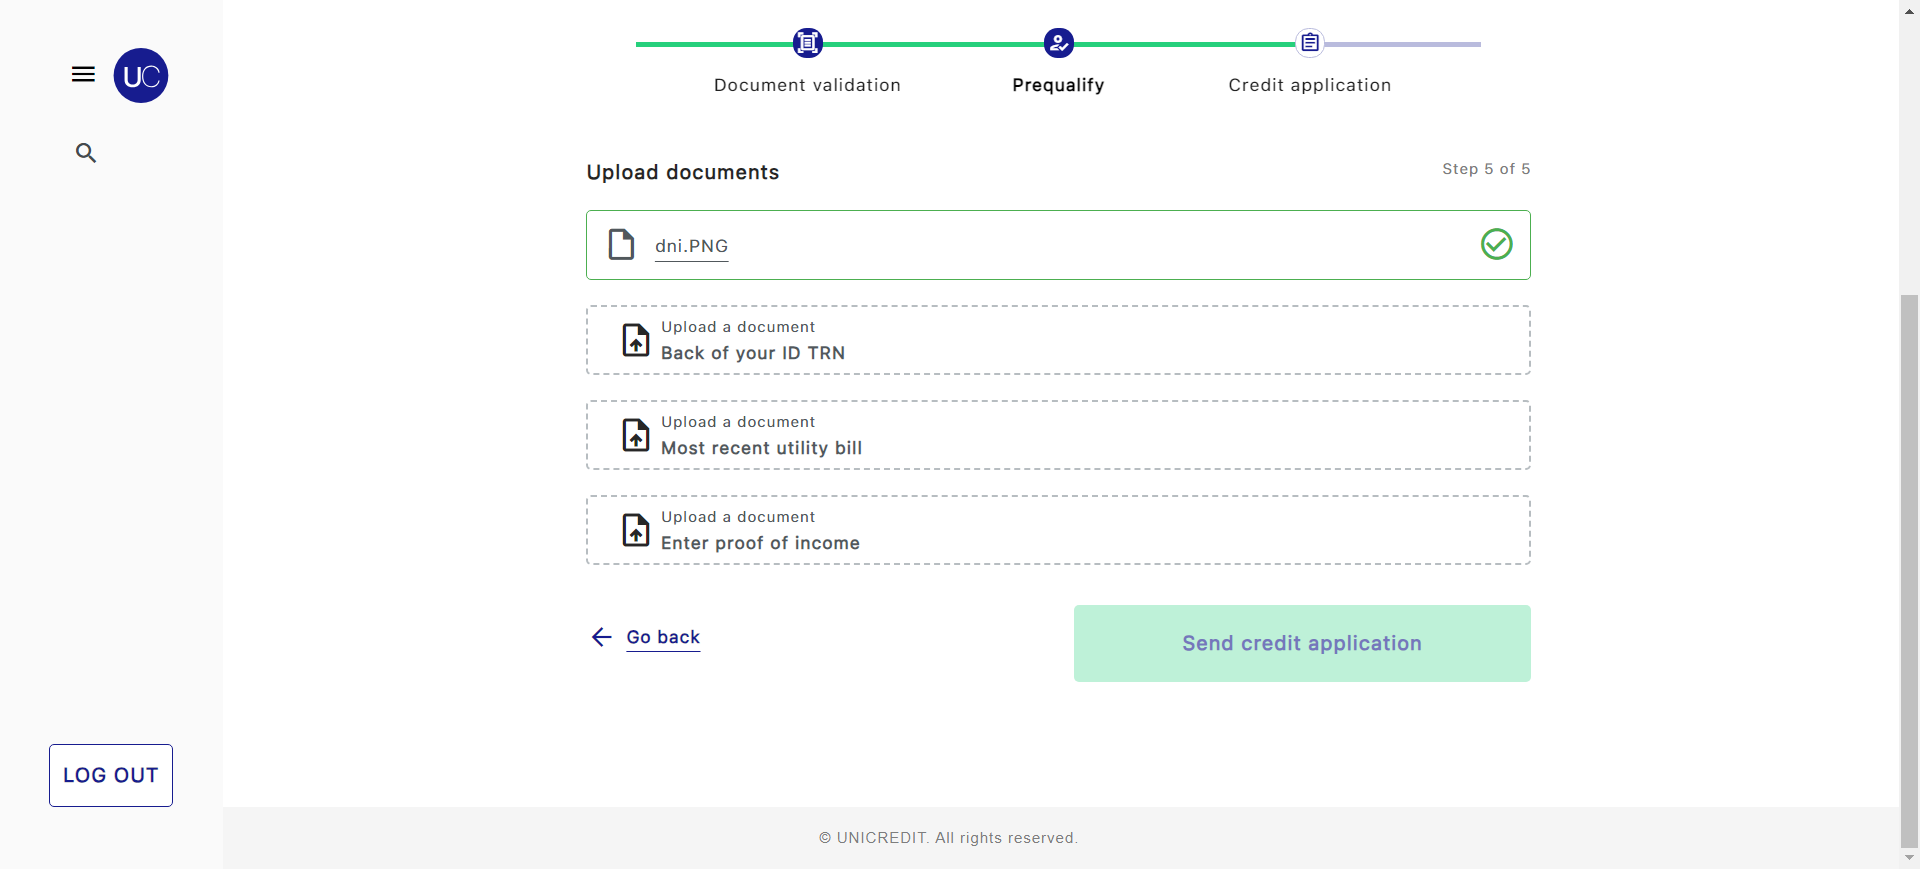 UC
Document validation
Prequalify
Credit application
Upload documents
Step 5 of 5
dni.PNG
Upload a document
Back of your ID TRN
Upload a document
Most recent utility bill
Upload a document
Enter proof of income
Go back
Send credit application
LOG OUT
© UNICREDIT. All rights reserved.